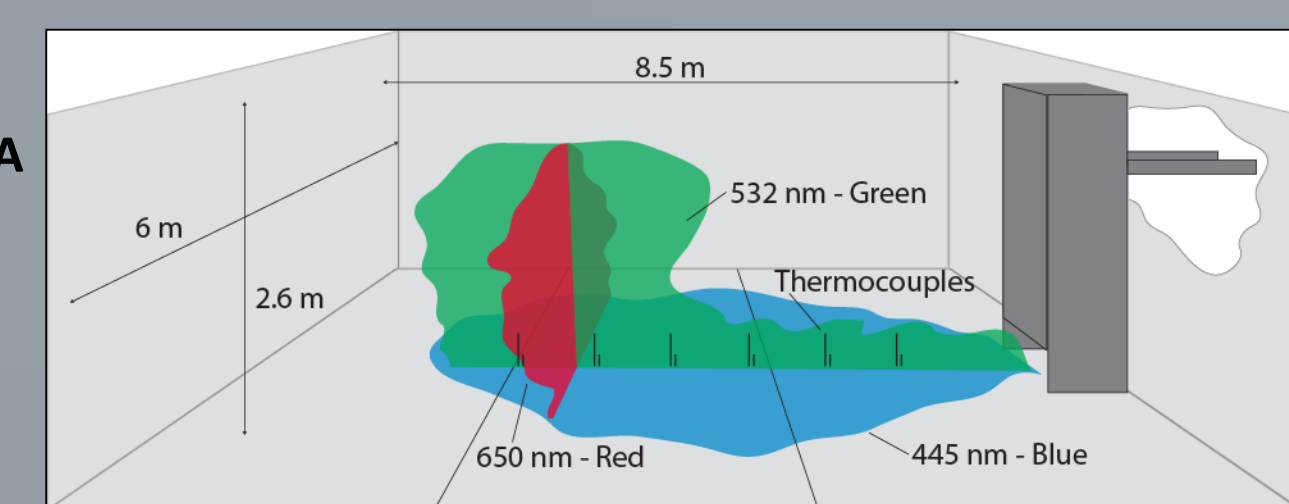 A
8.5 m
532 nm - Green
6 m
Thermocouples
2.6 m
650 nm - Red
445 nm - Blue